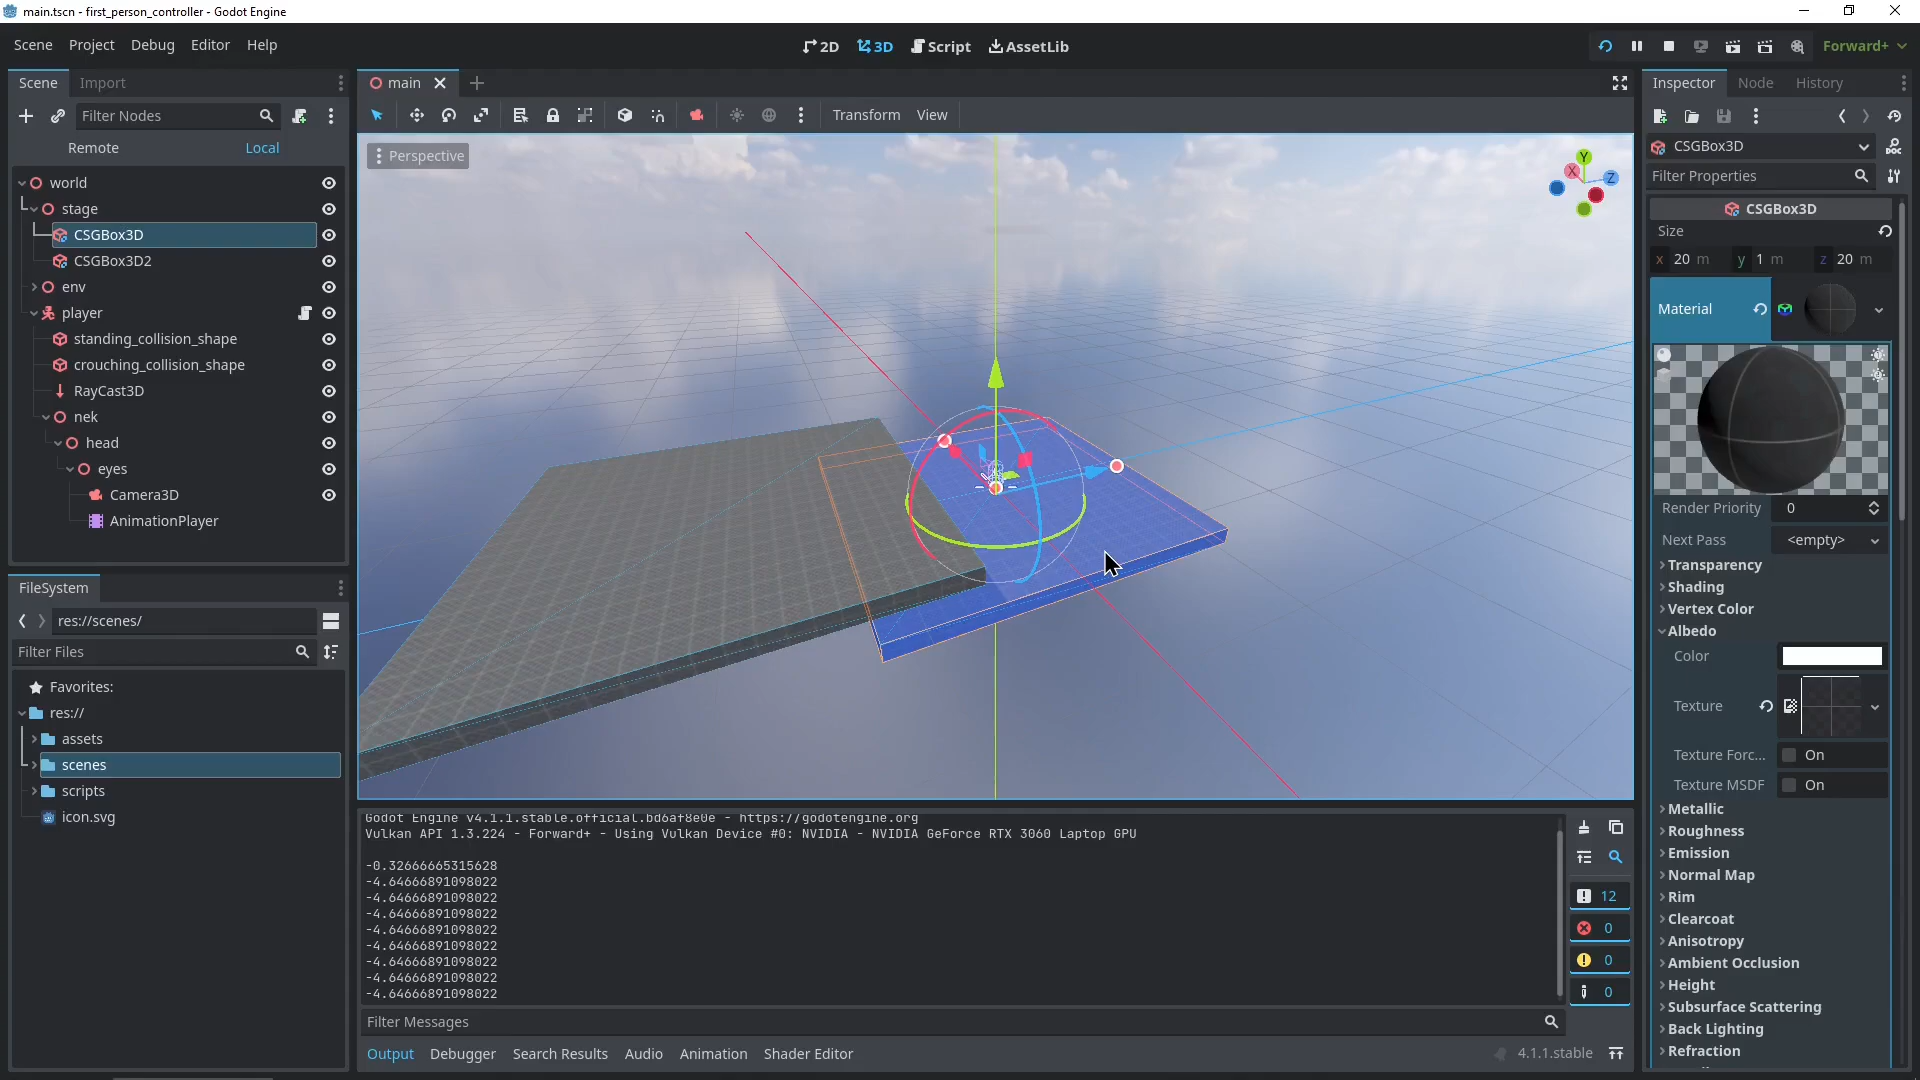 main.tscn - first_person_controller - Godot Engine
Scene Project Debug Editor Help
2D 3D Script AssetLib
Forward+
Scene Import
Filter Nodes
Remote Local
world
stage
CSGBox3D
CSGBox3D2
env
player
standing_collision_shape
crouching_collision_shape
RayCast3D
nek
head
eyes
Camera3D
AnimationPlayer
FileSystem
res://scenes/
Filter Files
Favorites:
res://
assets
scenes
scripts
icon.svg
main
Transform View
Perspective
Y
X
Z
Godot Engine v4.1.1.stable.official.bd6af8e0e - https://godotengine.org
Vulkan API 1.3.224 - Forward+ - Using Vulkan Device #0: NVIDIA - NVIDIA GeForce RTX 3060 Laptop GPU
-0.32666665315628
-4.64666891098022
-4.64666891098022
-4.64666891098022
-4.64666891098022
-4.64666891098022
-4.64666891098022
-4.64666891098022
-4.64666891098022
12
0
0
0
Filter Messages
Output Debugger Search Results Audio Animation Shader Editor
4.1.1.stable
Inspector Node History
CSGBox3D
Filter Properties
CSGBox3D
Size
x 20 m y 1 m z 20 m
Material
Render Priority 0
Next Pass <empty>
Transparency
Shading
Vertex Color
Albedo
Color
Texture
Texture Forc... On
Texture MSDF On
Metallic
Roughness
Emission
Normal Map
Rim
Clearcoat
Anisotropy
Ambient Occlusion
Height
Subsurface Scattering
Back Lighting
Refraction